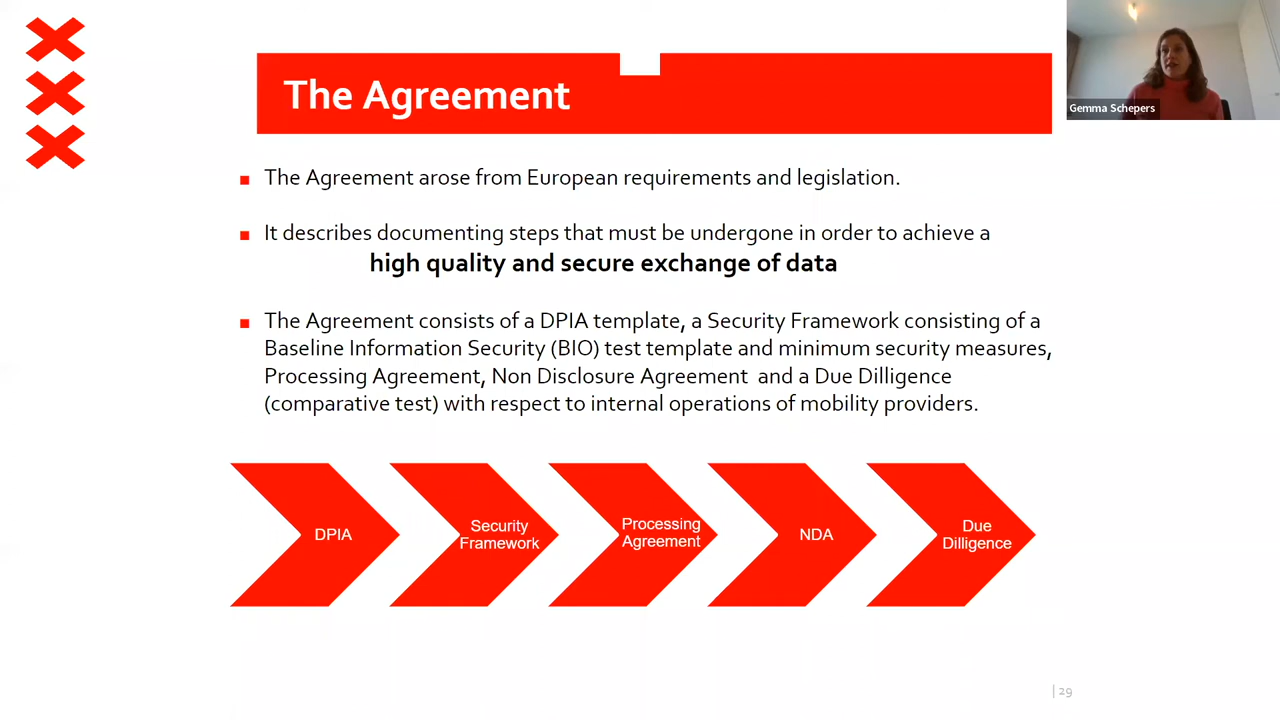 The Agreement
Gemma Schepers
The Agreement arose from European requirements and legislation.
It describes documenting steps that must be undergone in order to achieve a
high quality and secure exchange of data
The Agreement consists of a DPIA template, a Security Framework consisting of a
Baseline Information Security (BIO) test template and minimum security measures,
Processing Agreement, Non Disclosure Agreement and a Due Dilligence
(comparative test) with respect to internal operations of mobility providers.
DPIA
Security
Framework
Processing
Agreement
NDA
Due
Dilligence
| 29